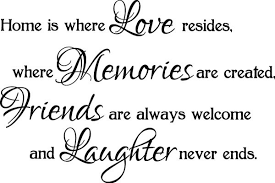 Home is where Love resides,
where Memories are created,
Friends are always welcome
and Laughter never ends.